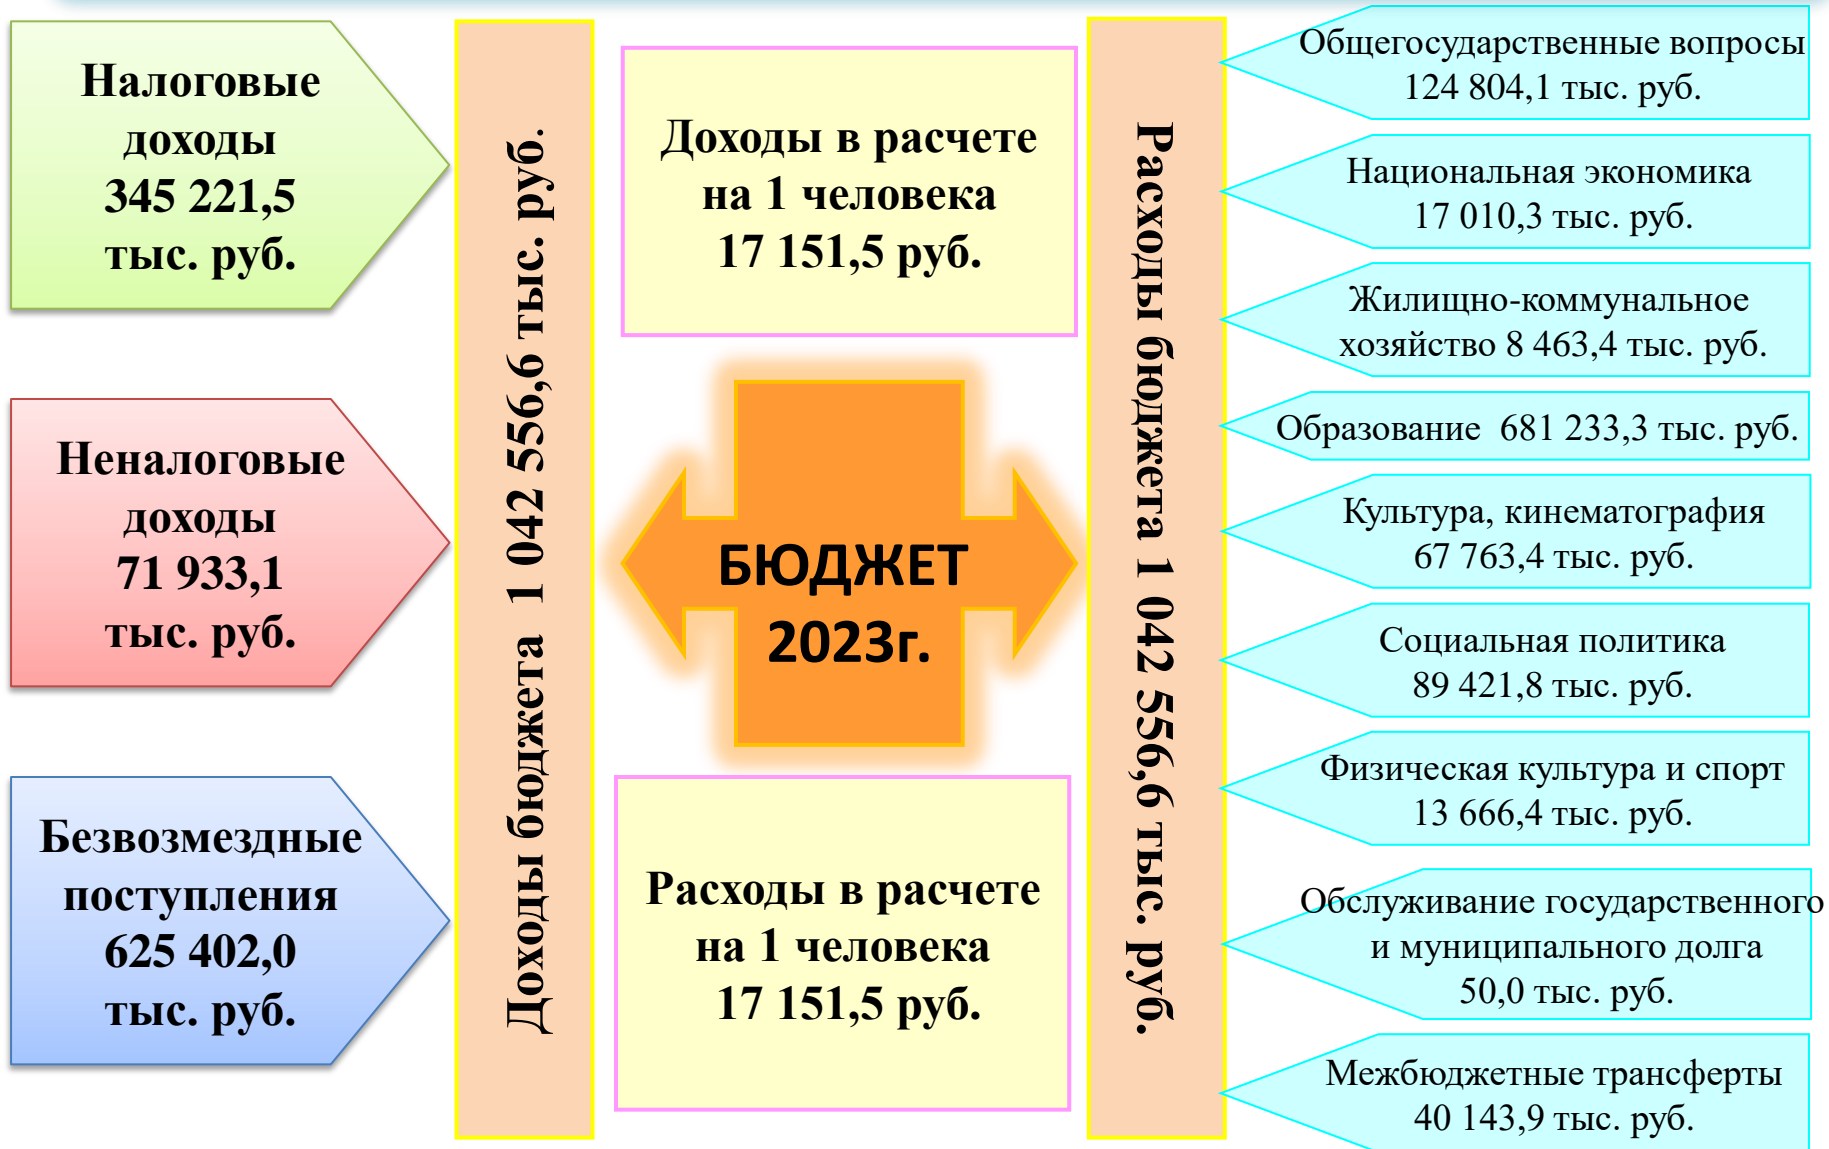 Налоговые
доходы
345 221,5
тыс. руб.
Неналоговые
доходы
71 933,1
тыс. руб.
Безвозмездные
поступления
625 402,0
тыс. руб.
Доходы бюджета  1 042 556,6 тыс. руб.
Доходы в расчете
на 1 человека
17 151,5 руб.
БЮДЖЕТ
2023г.
Расходы в расчете
на 1 человека
17 151,5 руб.
Расходы бюджета 1 042 556,6 тыс. руб.
Общегосударственные вопросы
124 804,1 тыс. руб.
Национальная экономика
17 010,3 тыс. руб.
Жилищно-коммунальное
хозяйство 8 463,4 тыс. руб.
Образование  681 233,3 тыс. руб.
Культура, кинематография
67 763,4 тыс. руб.
Социальная политика
89 421,8 тыс. руб.
Физическая культура и спорт
13 666,4 тыс. руб.
Обслуживание государственного
и муниципального долга
50,0 тыс. руб.
Межбюджетные трансферты
40 143,9 тыс. руб.